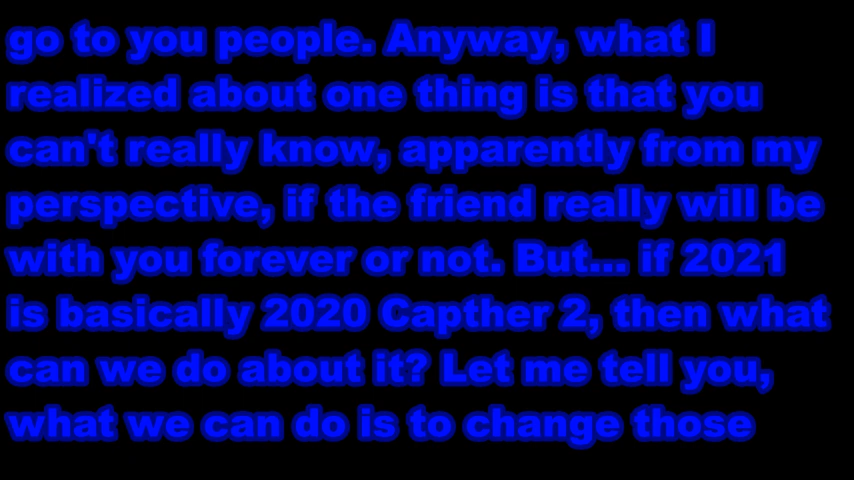 go to you people. Anyway, what I
realized about one thing is that you
can't really know, apparently from my
perspective, if the friend really will be
with you forever or not. But... if 2021
is basically 2020 Capther 2, then what
can we do about it? Let me tell you,
what we can do is to change those